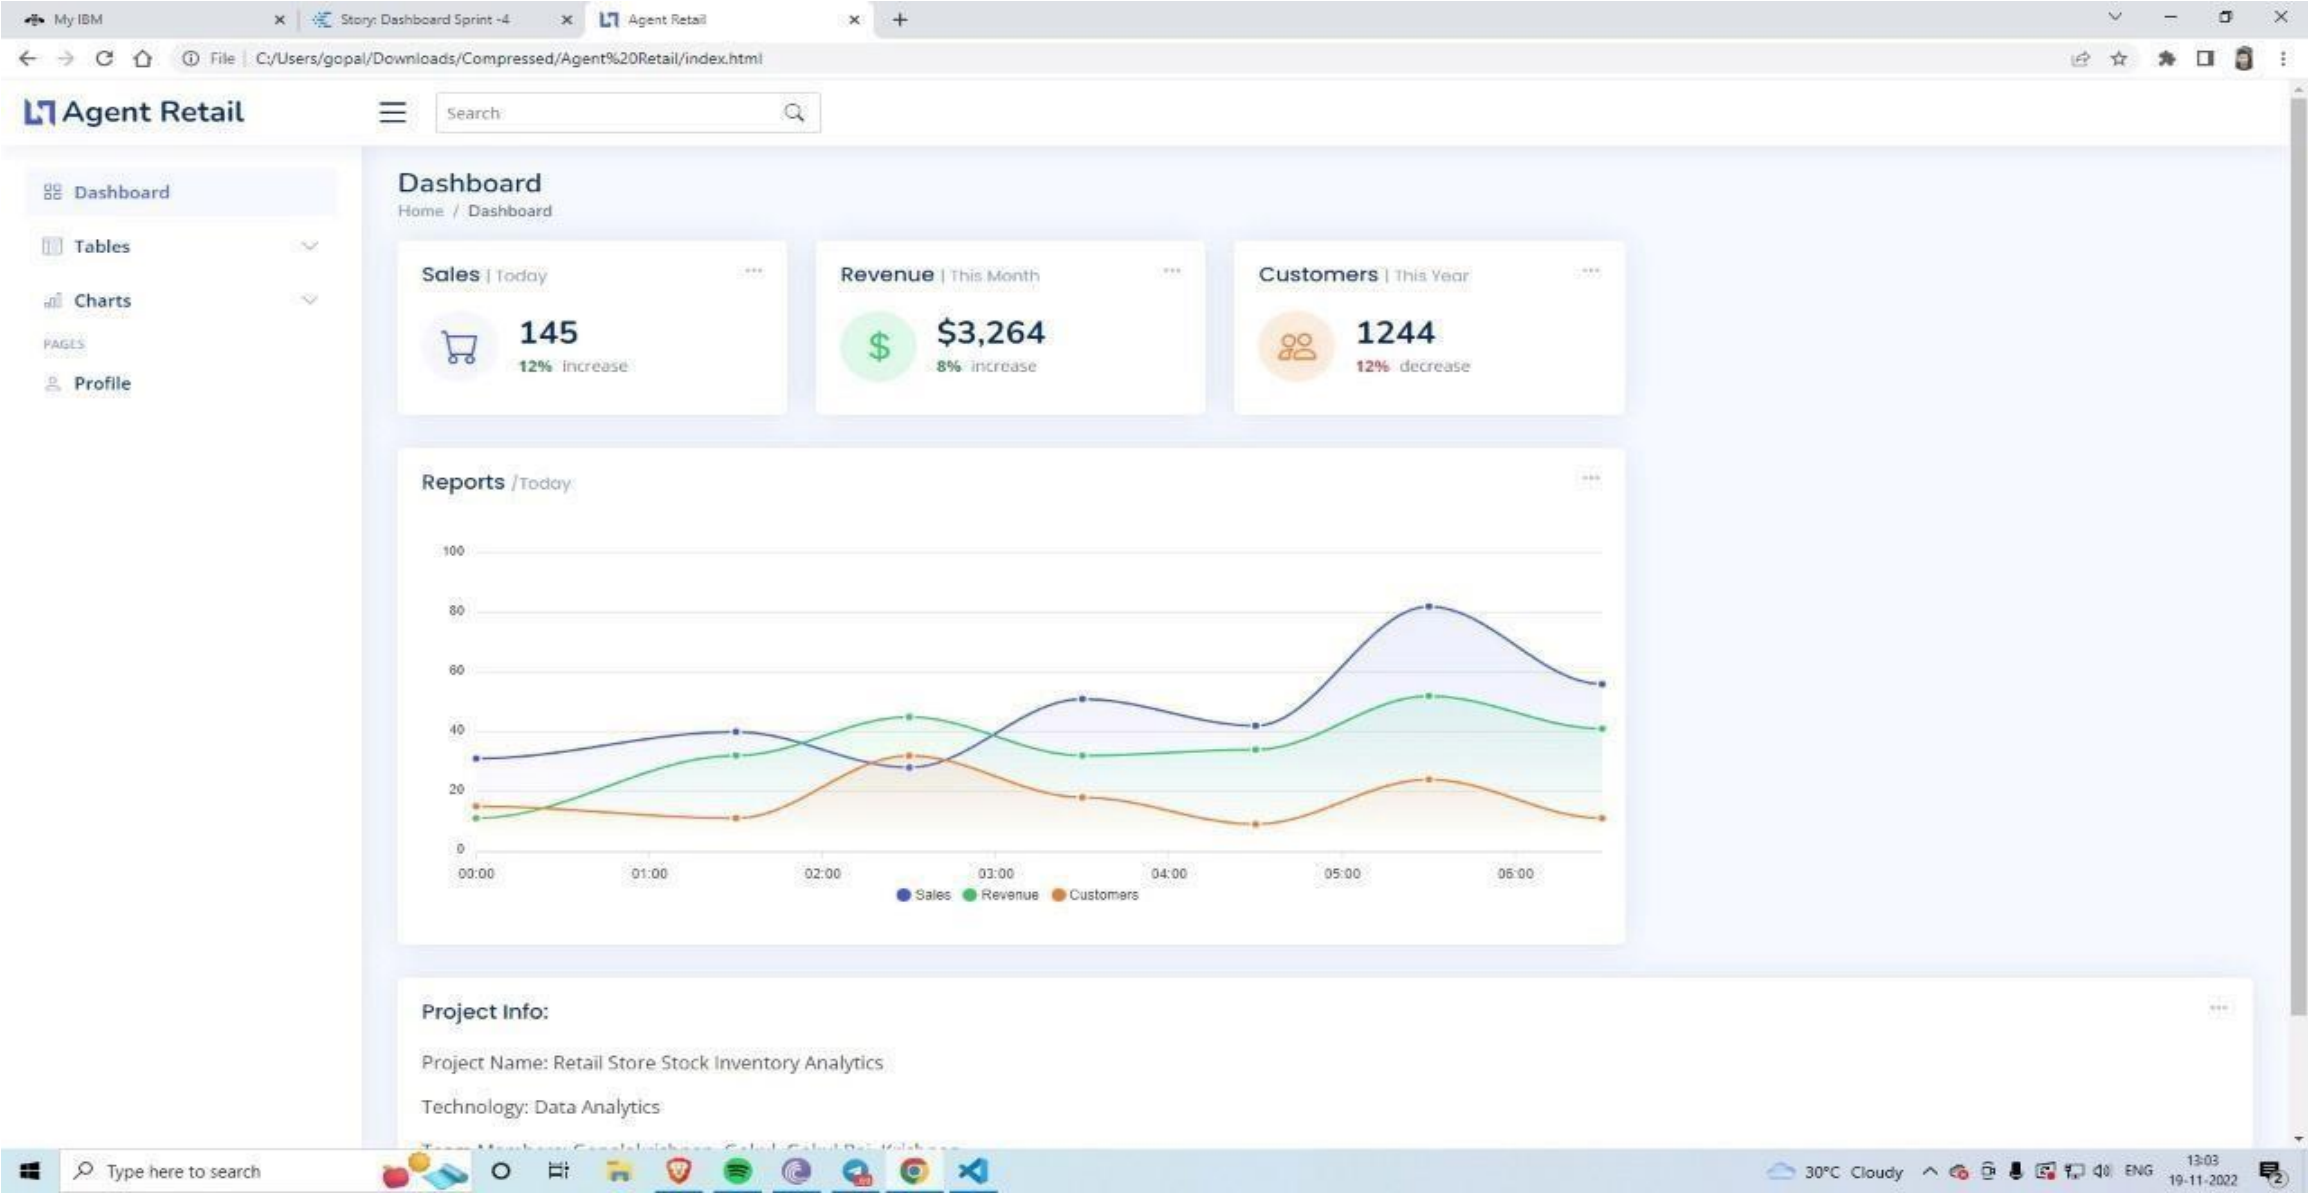 My IBM
Story: Dashboard Sprint -4
Agent Retail
File | C:/Users/gopal/Downloads/Compressed/Agent%20Retail/index.html
Agent Retail
Search
Dashboard
Tables
Charts
PAGES
Profile
Dashboard
Home / Dashboard
Sales | Today
145
12% increase
Revenue | This Month
$3,264
8% increase
Customers | This Year
1244
12% decrease
Reports /Today
100
80
60
40
20
0
00:00 01:00 02:00 03:00 04:00 05:00 06:00
Sales Revenue Customers
Project Info:
Project Name: Retail Store Stock Inventory Analytics
Technology: Data Analytics
Type here to search
30°C Cloudy
ENG
13:03
19-11-2022
2